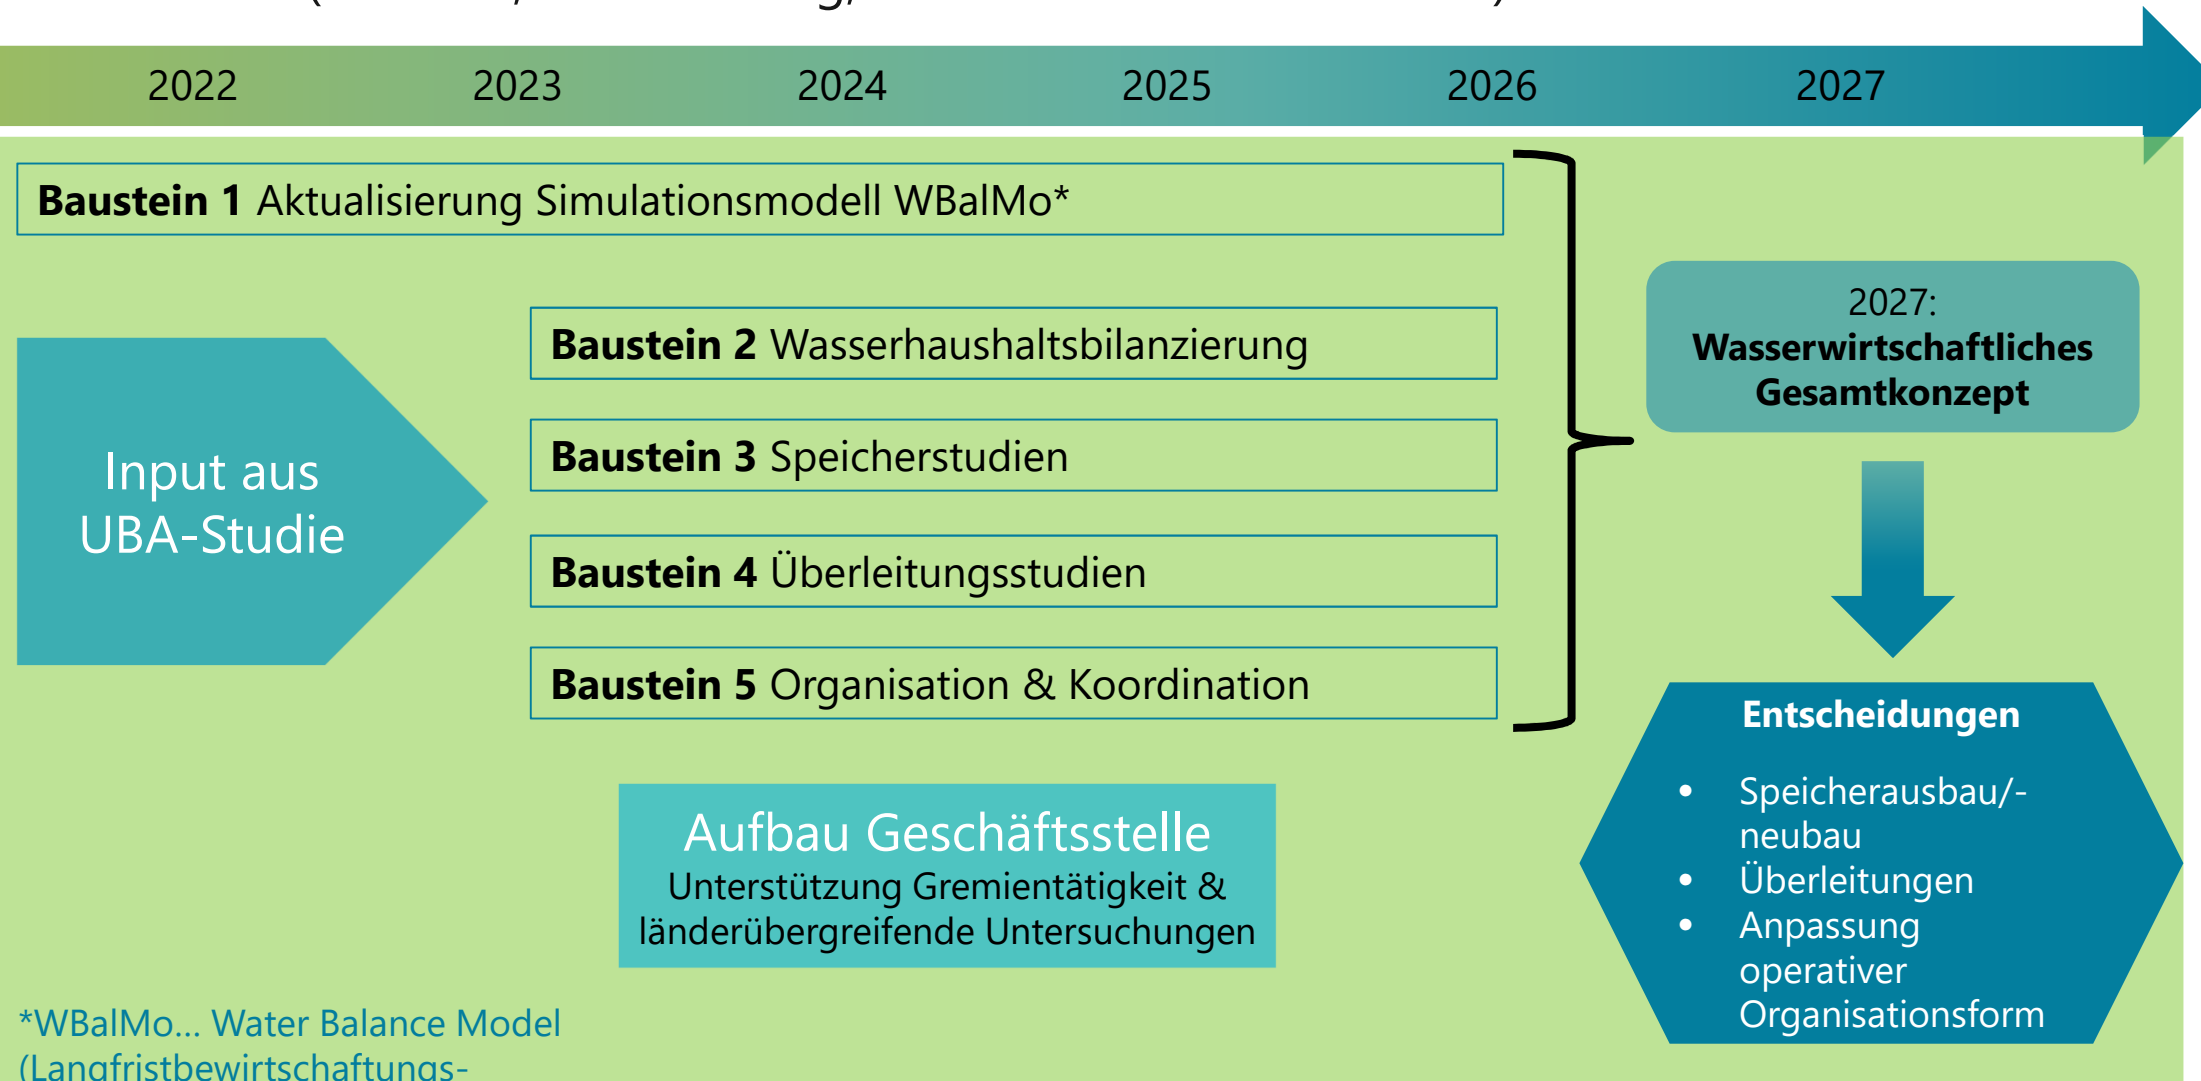 2022 2023 2024 2025 2026 2027
Baustein 1 Aktualisierung Simulationsmodell WBalMo*
Input aus
UBA-Studie
Baustein 2 Wasserhaushaltsbilanzierung
Baustein 3 Speicherstudien
Baustein 4 Überleitungsstudien
Baustein 5 Organisation & Koordination
Aufbau Geschäftsstelle
Unterstützung Gremientätigkeit &
länderübergreifende Untersuchungen
2027:
Wasserwirtschaftliches
Gesamtkonzept
Entscheidungen
• Speicherausbau/-
neubau
• Überleitungen
• Anpassung
operativer
Organisationsform
*WBalMo... Water Balance Model
(Langfristbewirtschaftungs-